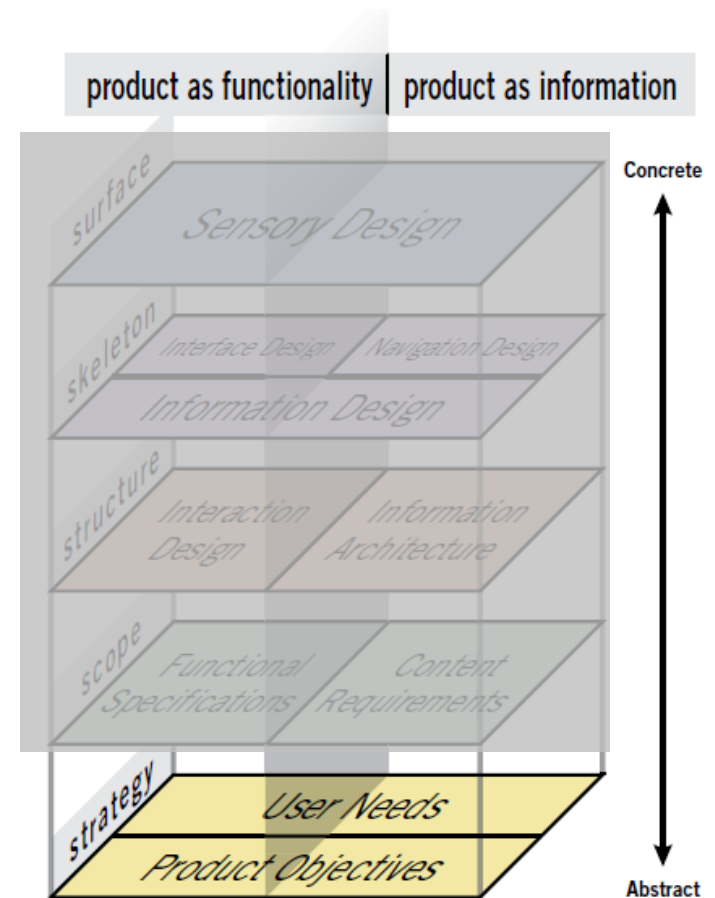 product as functionality
product as information
Concrete
surface
Sensory Design
skeleton
Interface Design
Navigation Design
Information Design
structure
Interaction
Design
Information
Architecture
scope
Functional
Specifications
Content
Requirements
strategy
User Needs
Product Objectives
Abstract